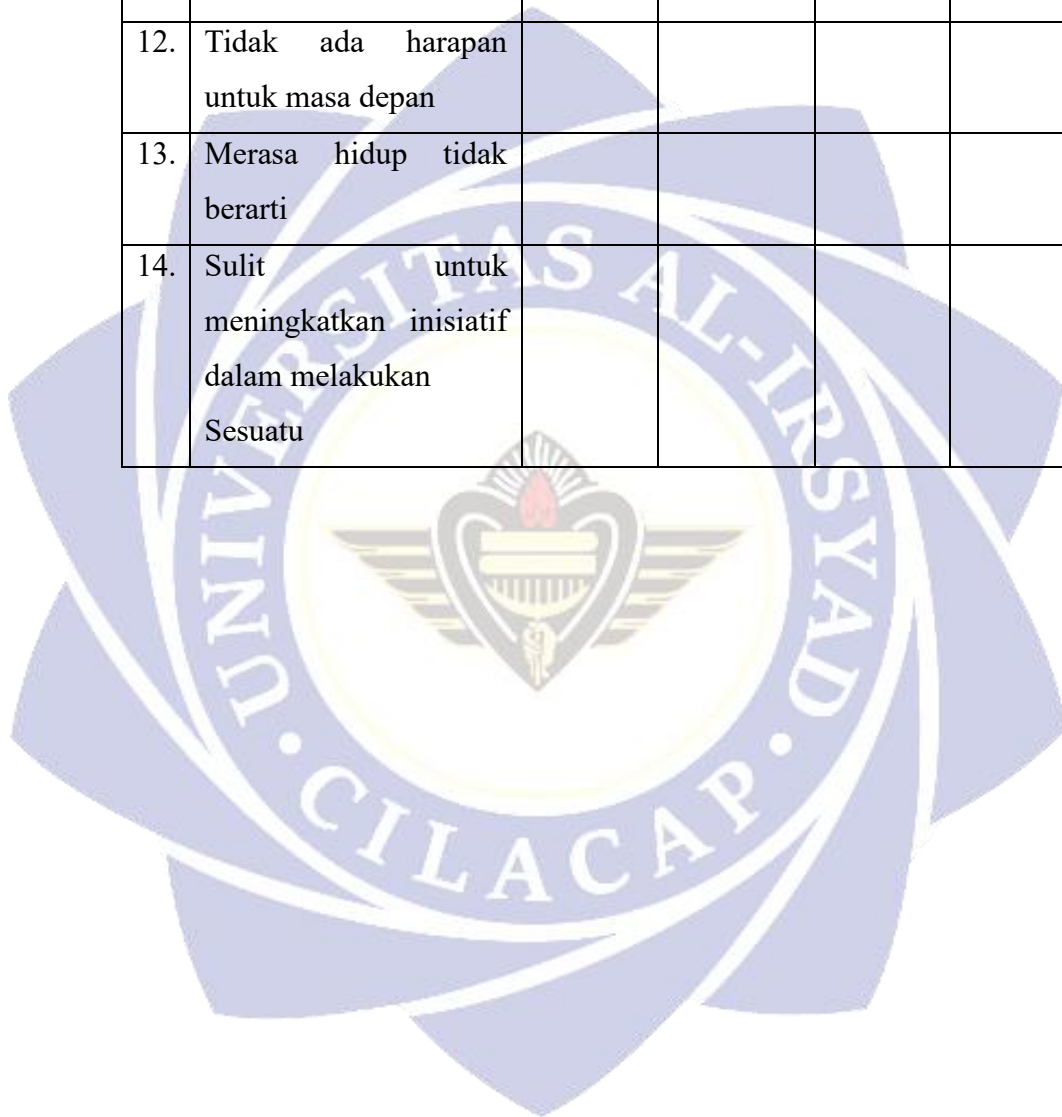 12. Tidak ada harapan
untuk masa depan
13. Merasa hidup tidak
berarti
14. Sulit untuk
meningkatkan inisiatif
dalam melakukan
Sesuatu
UNIVERSITAS AL-IRSYAD
• CILACAP •